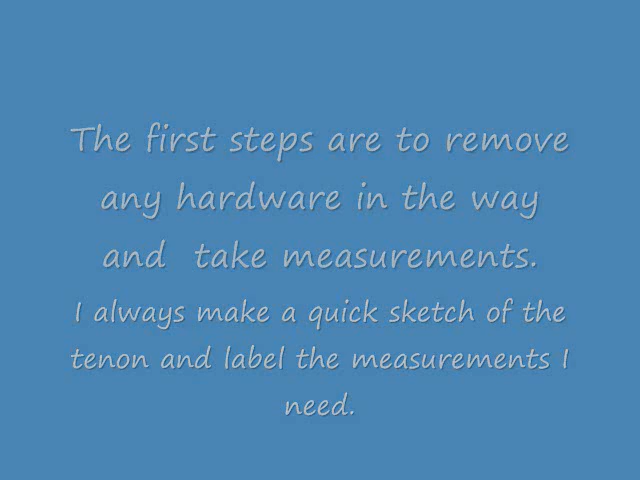 The first steps are to remove
any hardware in the way
and take measurements.
I always make a quick sketch of the
tenon and label the measurements I
need.